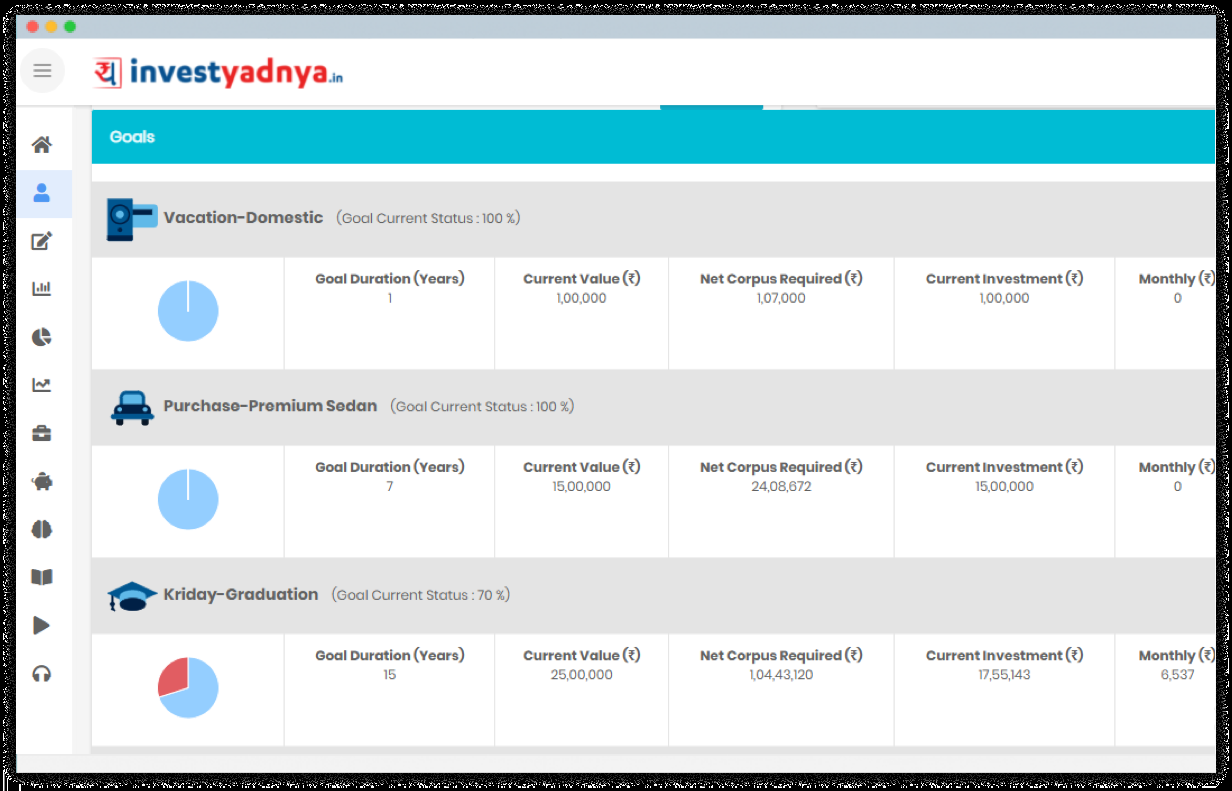 यु investyadnya.in
Goals
Vacation-Domestic (Goal Current Status : 100 %)
Goal Duration (Years) Current Value (₹) Net Corpus Required (₹) Current Investment (₹) Monthly (₹)
1 1,00,000 1,07,000 1,00,000 0
Purchase-Premium Sedan (Goal Current Status : 100 %)
Goal Duration (Years) Current Value (₹) Net Corpus Required (₹) Current Investment (₹) Monthly (₹)
7 15,00,000 24,08,672 15,00,000 0
Kriday-Graduation (Goal Current Status : 70 %)
Goal Duration (Years) Current Value (₹) Net Corpus Required (₹) Current Investment (₹) Monthly (₹)
15 25,00,000 1,04,43,120 17,55,143 6,537